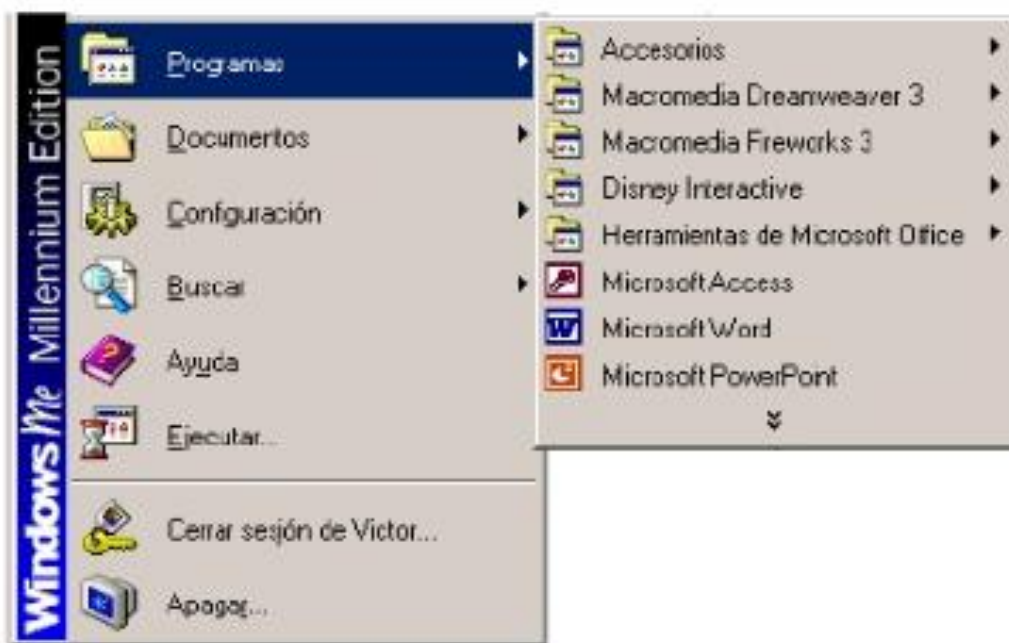 Windows Me Millennium Edition
Programas
Documentos
Configuración
Buscar
Ayuda
Ejecutar...
Cerrar sesión de Victor...
Apagar...
Accesorios
Macromedia Dreamweaver 3
Macromedia Fireworks 3
Disney Interactive
Herramientas de Microsoft Office
Microsoft Access
Microsoft Word
Microsoft PowerPoint